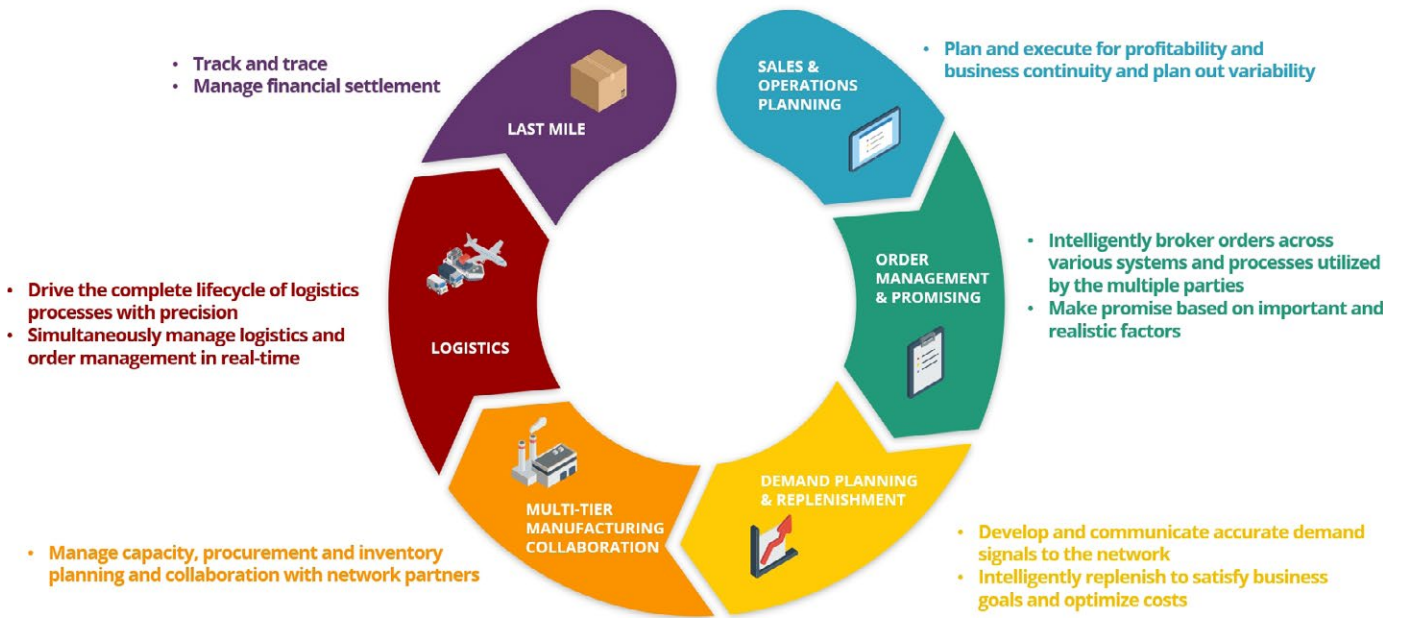 • Track and trace
• Manage financial settlement
LAST MILE
SALES &
OPERATIONS
PLANNING
• Plan and execute for profitability and
business continuity and plan out variability
ORDER
MANAGEMENT
& PROMISING
• Intelligently broker orders across
various systems and processes utilized
by the multiple parties
• Make promise based on important and
realistic factors
DEMAND PLANNING
& REPLENISHMENT
• Develop and communicate accurate demand
signals to the network
• Intelligently replenish to satisfy business
goals and optimize costs
MULTI-TIER
MANUFACTURING
COLLABORATION
• Manage capacity, procurement and inventory
planning and collaboration with network partners
LOGISTICS
• Drive the complete lifecycle of logistics
processes with precision
• Simultaneously manage logistics and
order management in real-time